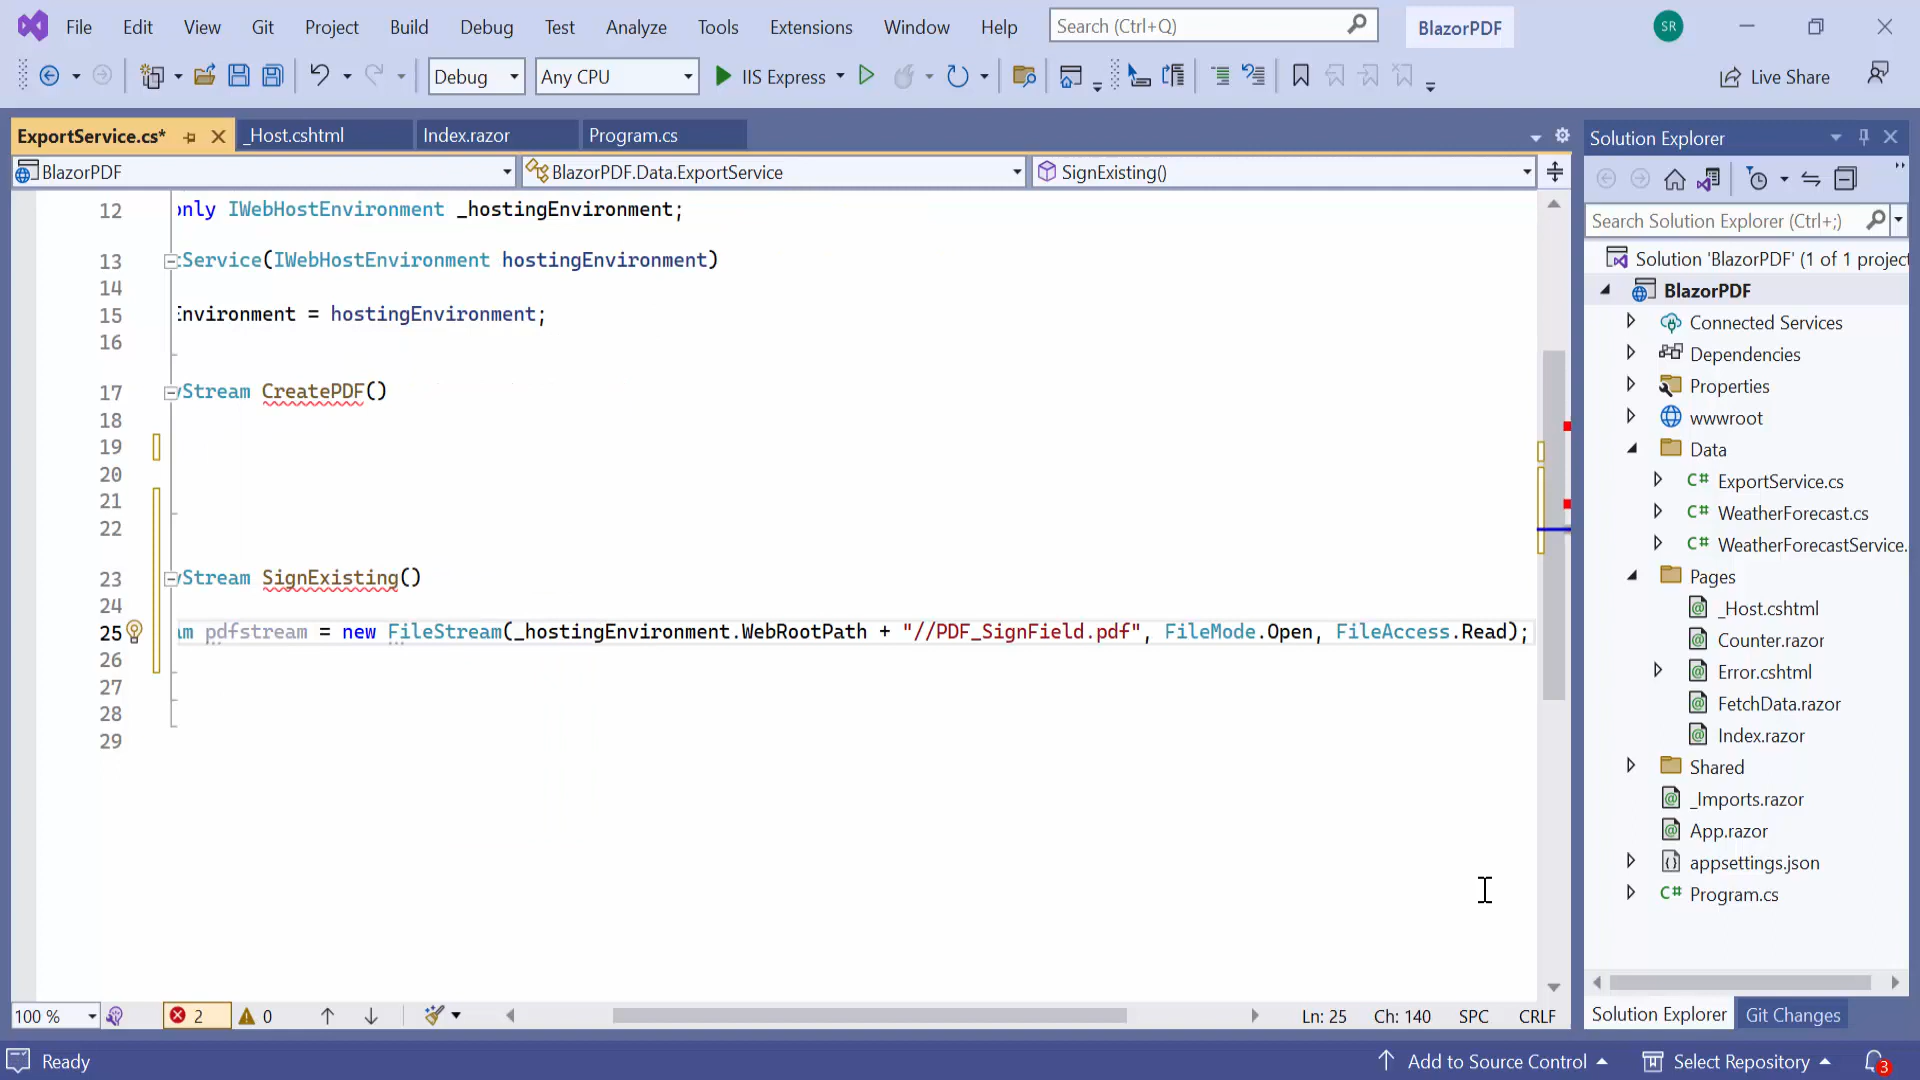 File Edit View Git Project Build Debug Test Analyze Tools Extensions Window Help Search (Ctrl+Q) BlazorPDF SR
Debug Any CPU IIS Express Live Share
ExportService.cs* _Host.cshtml Index.razor Program.cs
BlazorPDF BlazorPDF.Data.ExportService SignExisting()
12 only IWebHostEnvironment _hostingEnvironment;
13 tService(IWebHostEnvironment hostingEnvironment)
14
15 Environment = hostingEnvironment;
16
17 yStream CreatePDF()
18
19
20
21
22
23 yStream SignExisting()
24
25 am pdfstream = new FileStream(_hostingEnvironment.WebRootPath + "//PDF_SignField.pdf", FileMode.Open, FileAccess.Read);
26
27
28
29
100 % 2 0 Ln: 25 Ch: 140 SPC CRLF
Solution Explorer
Search Solution Explorer (Ctrl+;)
Solution 'BlazorPDF' (1 of 1 project
BlazorPDF
Connected Services
Dependencies
Properties
wwwroot
Data
C# ExportService.cs
C# WeatherForecast.cs
C# WeatherForecastService.
Pages
_Host.cshtml
Counter.razor
Error.cshtml
FetchData.razor
Index.razor
Shared
_Imports.razor
App.razor
appsettings.json
C# Program.cs
Solution Explorer Git Changes
Ready Add to Source Control Select Repository 3